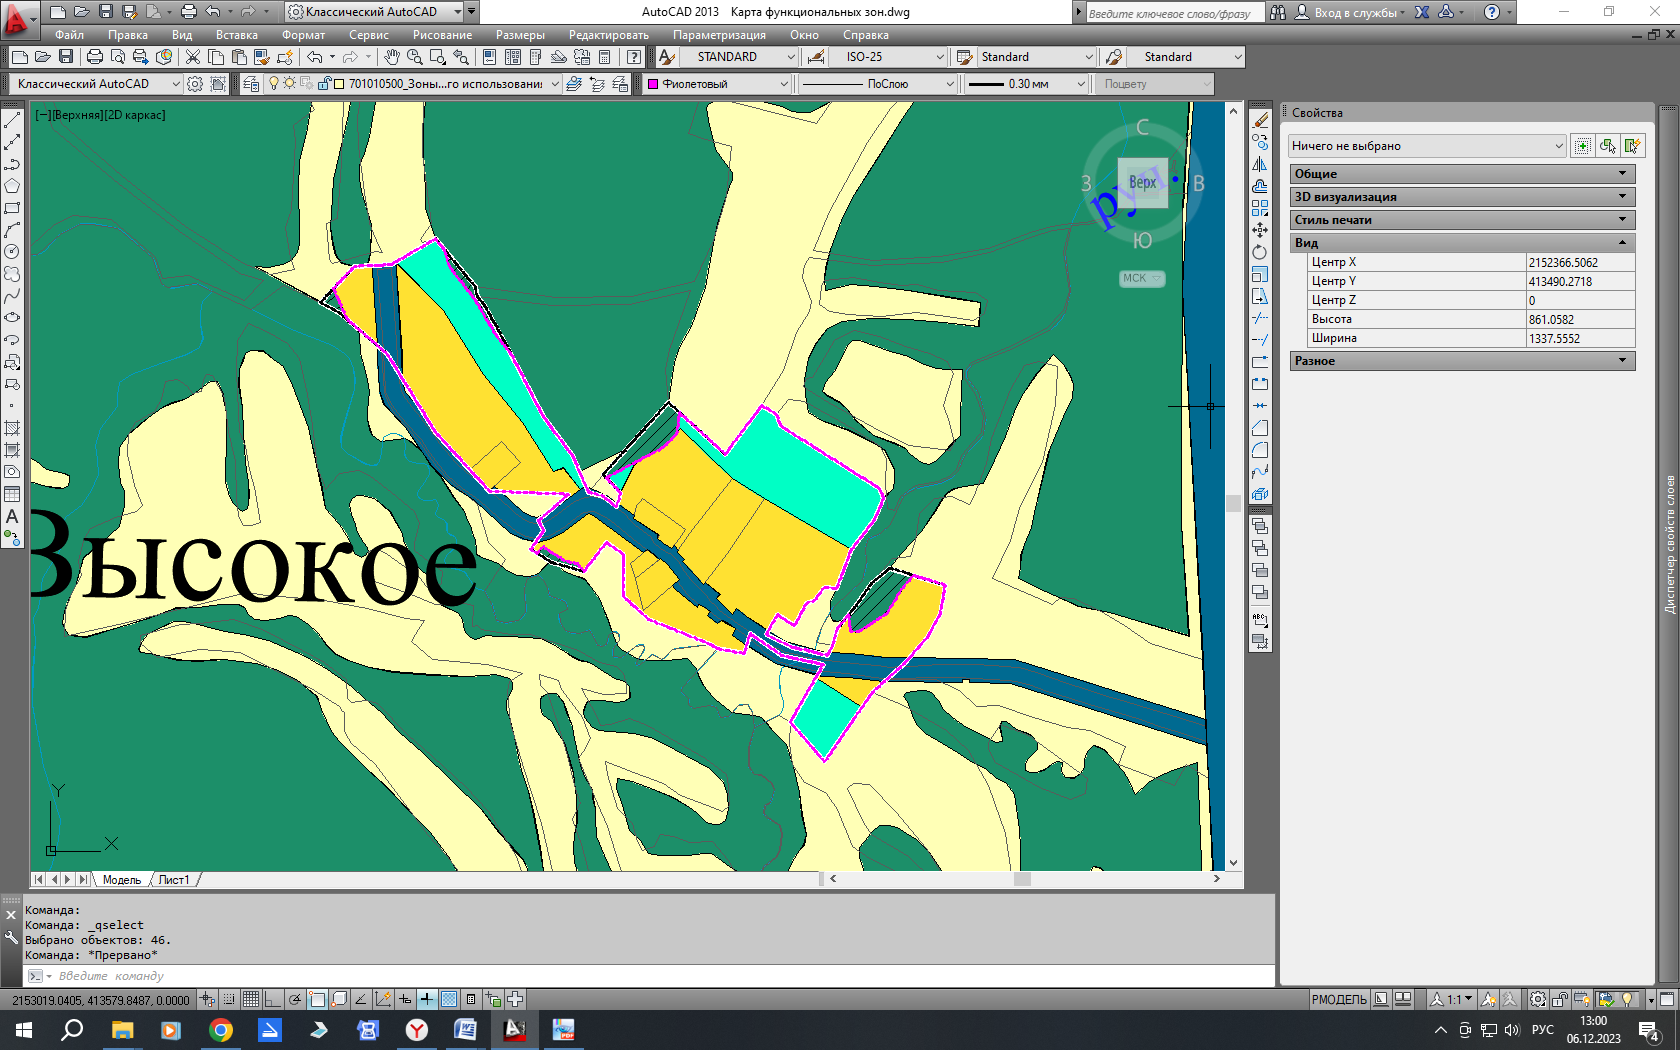 Классический AutoCAD
AutoCAD 2013 Карта функциональных зон.dwg
Введите ключевое слово/фразу
Вход в службы
Файл Правка Вид Вставка Формат Сервис Рисование Размеры Редактировать Параметризация Окно Справка
STANDARD ISO-25 Standard Standard
Классический AutoCAD 701010500_Зоны...го использования Фиолетовый ПоСлою 0.30 мм Поцвету
[−][Верхняя][2D каркас]
С
З Верх В
руч.
Ю
МСК
Высокое
Y
X
Модель Лист1
Свойства
Ничего не выбрано
Общие
3D визуализация
Стиль печати
Вид
Центр X 2152366.5062
Центр Y 413490.2718
Центр Z 0
Высота 861.0582
Ширина 1337.5552
Разное
Диспетчер свойств слоев
Команда:
Команда: _qselect
Выбрано объектов: 46.
Команда: *Прервано*
Введите команду
2153019.0405, 413579.8487, 0.0000
РМОДЕЛЬ 1:1
РУС
13:00
06.12.2023
4